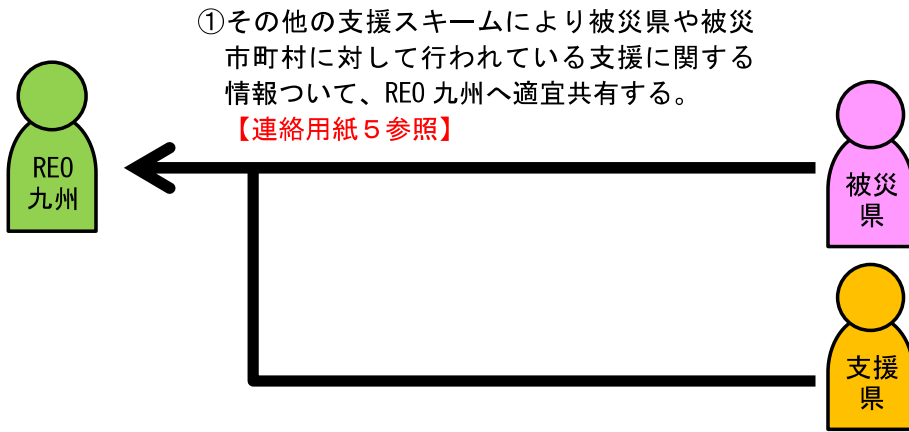 ①その他の支援スキームにより被災県や被災
市町村に対して行われている支援に関する
情報ついて、REO九州へ適宜共有する。
【連絡用紙５参照】
REO
九州
被災
県
支援
県